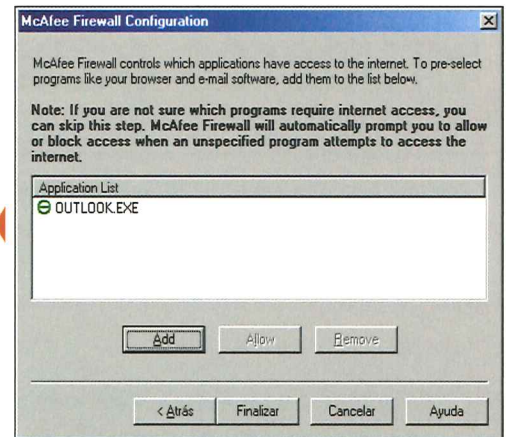 McAfee Firewall Configuration
McAfee Firewall controls which applications have access to the internet. To pre-select
programs like your browser and e-mail software, add them to the list below.
Note: If you are not sure which programs require internet access, you
can skip this step. McAfee Firewall will automatically prompt you to allow
or block access when an unspecified program attempts to access the
internet.
Application List
OUTLOOK.EXE
Add
Allow
Remove
< Atrás
Finalizar
Cancelar
Ayuda